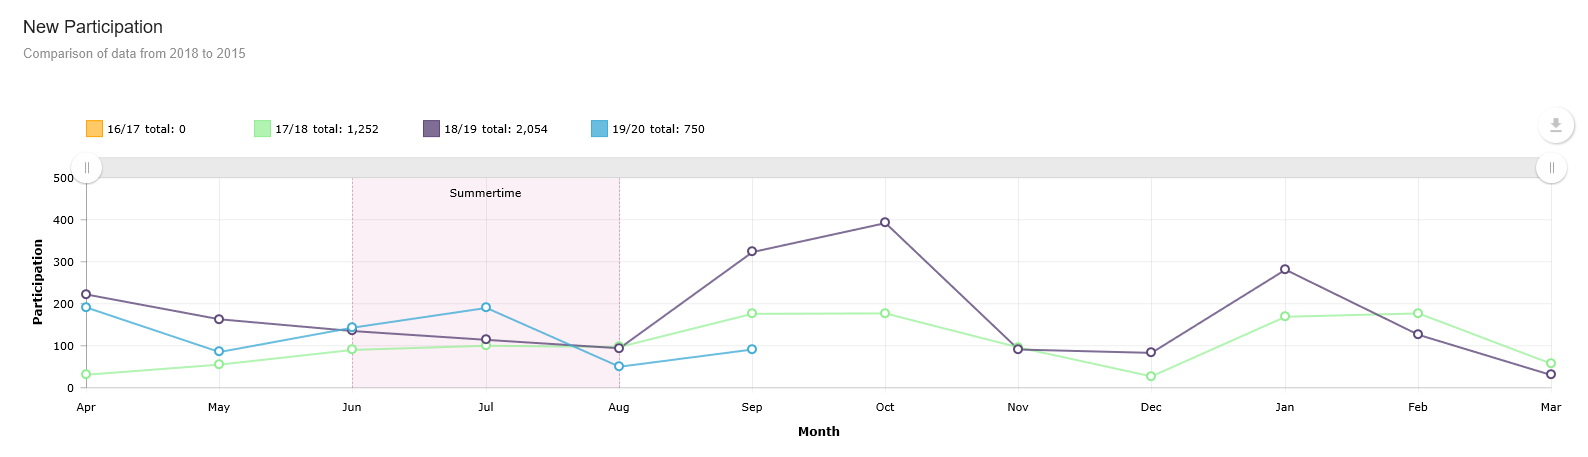 New Participation
Comparison of data from 2018 to 2015
16/17 total: 0 17/18 total: 1,252 18/19 total: 2,054 19/20 total: 750
Summertime
500
400
300
200
100
0
Participation
Apr May Jun Jul Aug Sep Oct Nov Dec Jan Feb Mar
Month